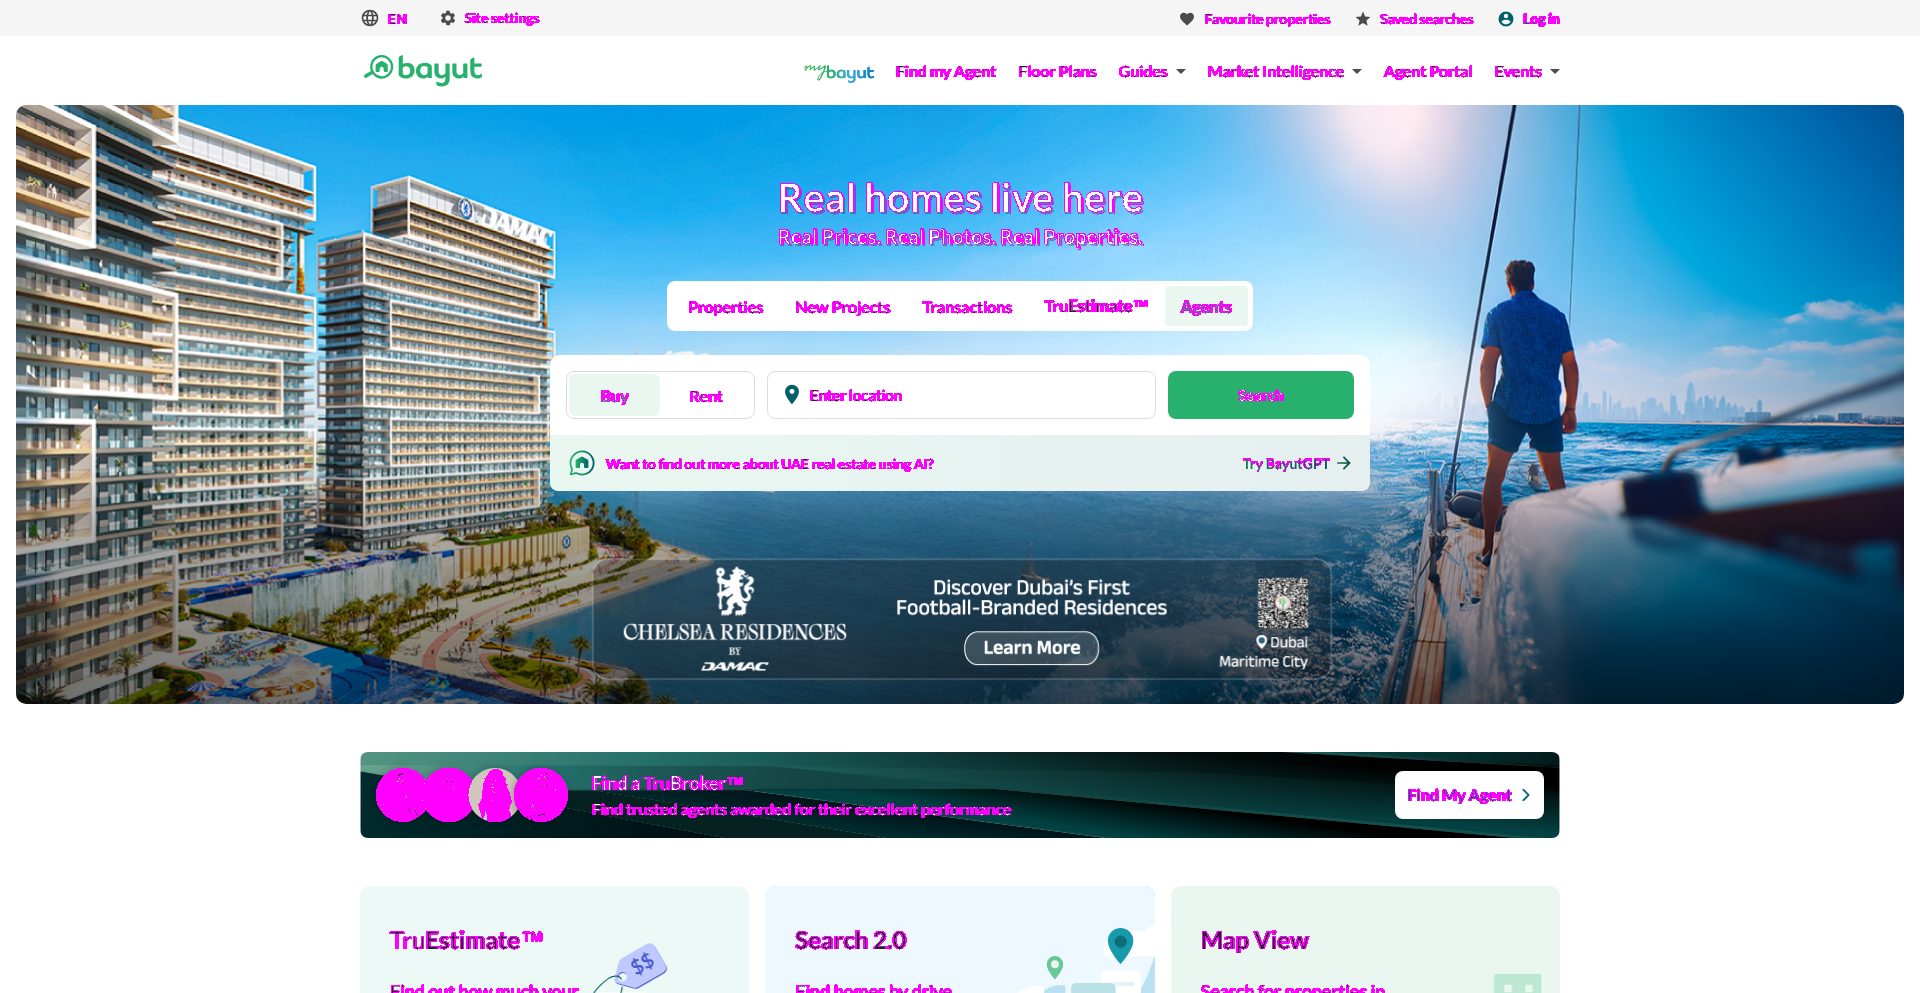 EN
Site settings
Favourite properties
Saved searches
Log in
bayut
mybayut
Find my Agent
Floor Plans
Guides
Market Intelligence
Agent Portal
Events
DAMAC
Real homes live here
Real Prices. Real Photos. Real Properties.
Properties
New Projects
Transactions
TruEstimate™
Agents
Buy
Rent
Enter location
Search
Want to find out more about UAE real estate using AI?
Try BayutGPT
CHELSEA RESIDENCES
BY
DAMAC
Discover Dubai's First
Football-Branded Residences
Learn More
Dubai
Maritime City
Find a TruBroker™
Find trusted agents awarded for their excellent performance
Find My Agent
TruEstimate™
$$
Find out how much your
Search 2.0
Find homes by drive
Map View
Search for properties in